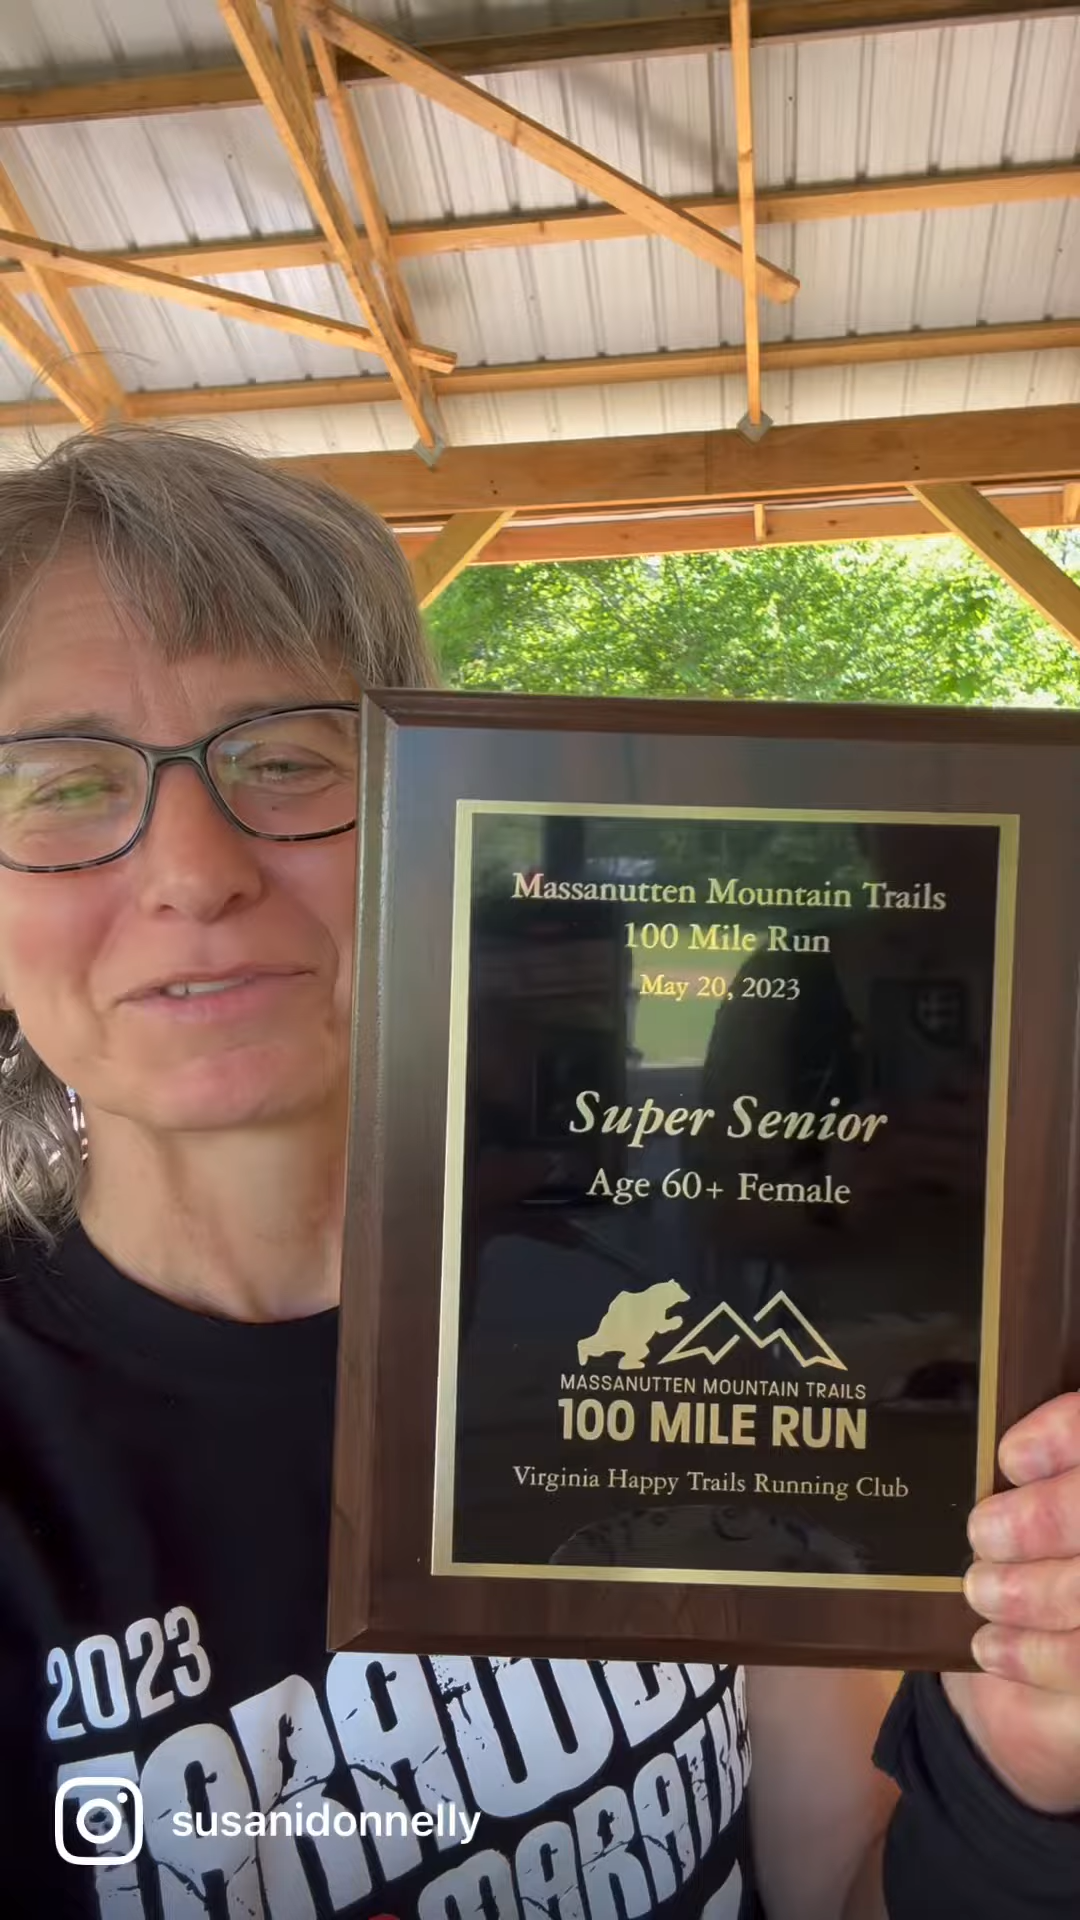 Massanutten Mountain Trails
100 Mile Run
May 20, 2023
Super Senior
Age 60+ Female
MASSANUTTEN MOUNTAIN TRAILS
100 MILE RUN
Virginia Happy Trails Running Club
2023
susanidonnelly